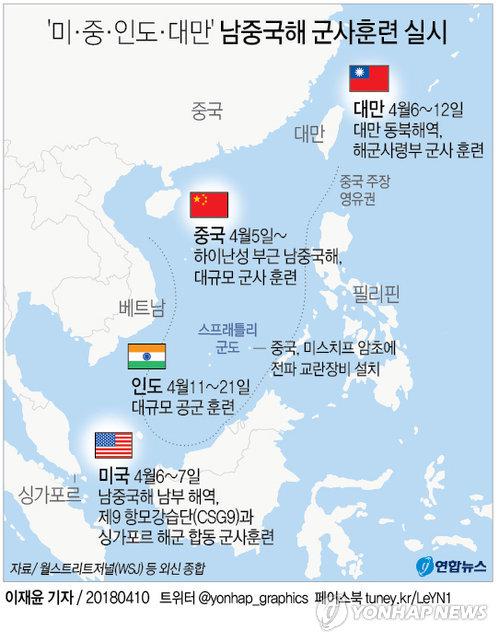 '미·중·인도·대만' 남중국해 군사훈련 실시
중국
대만
대만 4월6~12일
대만 동북해역,
해군사령부 군사 훈련
중국 주장
영유권
중국 4월5일~
하이난성 부근 남중국해,
대규모 군사 훈련
베트남
필리핀
스프래틀리
군도
중국, 미스치프 암초에
전파 교란장비 설치
인도 4월11~21일
대규모 공군 훈련
미국 4월6~7일
남중국해 남부 해역,
제9 항모강습단(CSG9)과
싱가포르 해군 합동 군사훈련
싱가포르
자료/ 월스트리트저널(WSJ) 등 외신 종합
연합뉴스
이재윤 기자 / 20180410 트위터 @yonhap_graphics 페이스북 tuney.kr/LeYN1
YONHAP NEWS